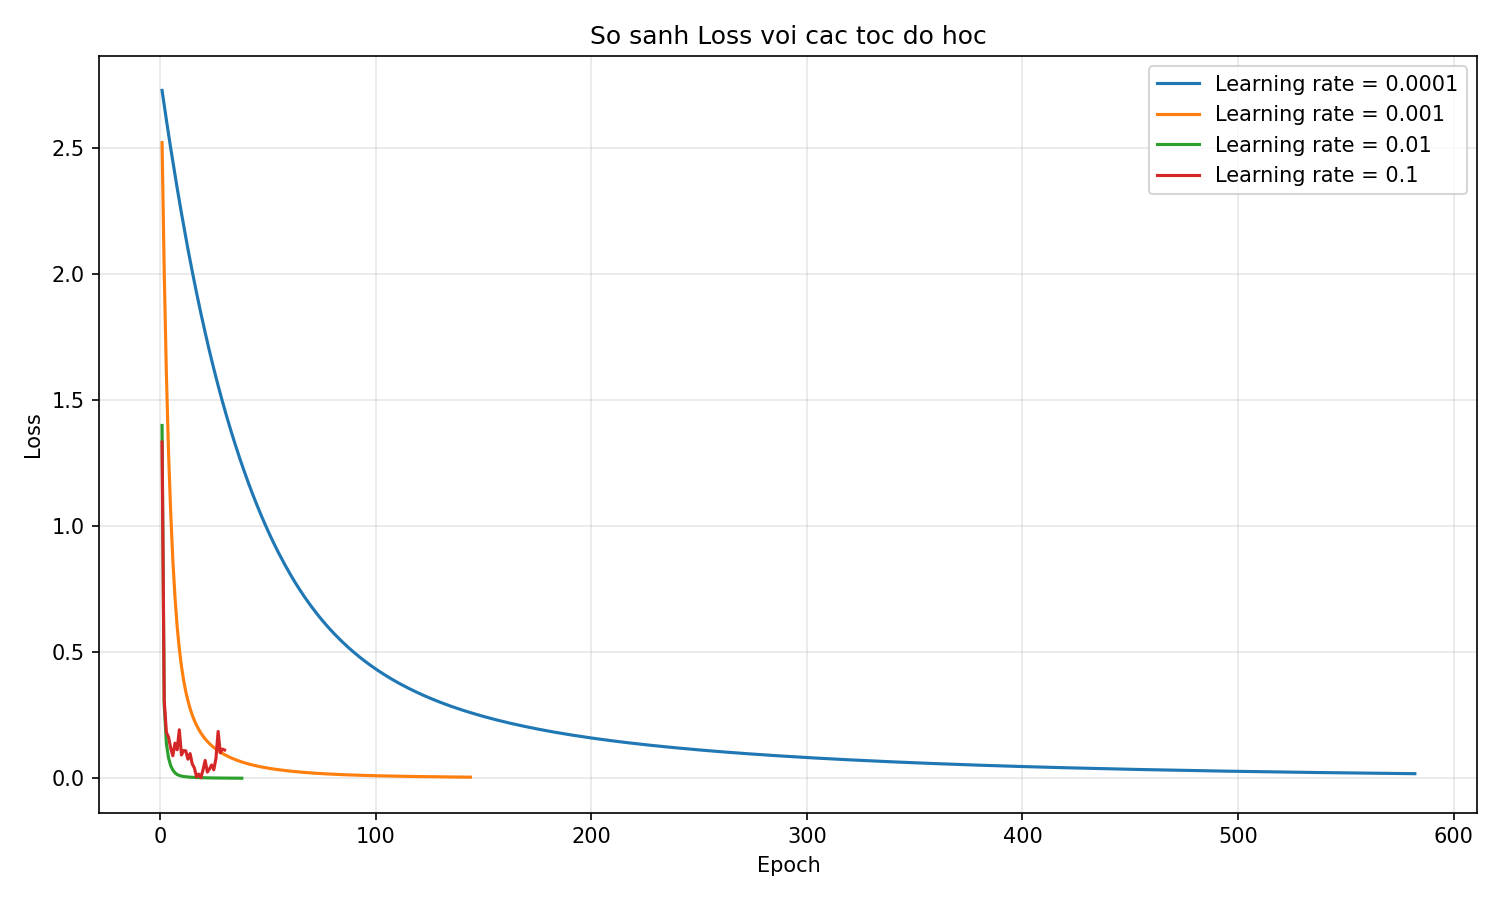 So sanh Loss voi cac toc do hoc
Learning rate = 0.0001
Learning rate = 0.001
Learning rate = 0.01
Learning rate = 0.1
Loss
2.5
2.0
1.5
1.0
0.5
0.0
0 100 200 300 400 500 600
Epoch